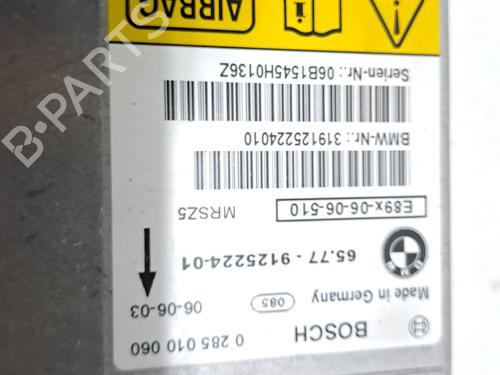 BOSCH 0 285 010 060
Made in Germany 085 06-06-03
65.77 - 9125224-01
E89x-06-06-510 MRSZ5
BMW-Nr.: 319125224010
Serien-Nr.: 06B1545H0136Z
AIRBAG
B-PARTS